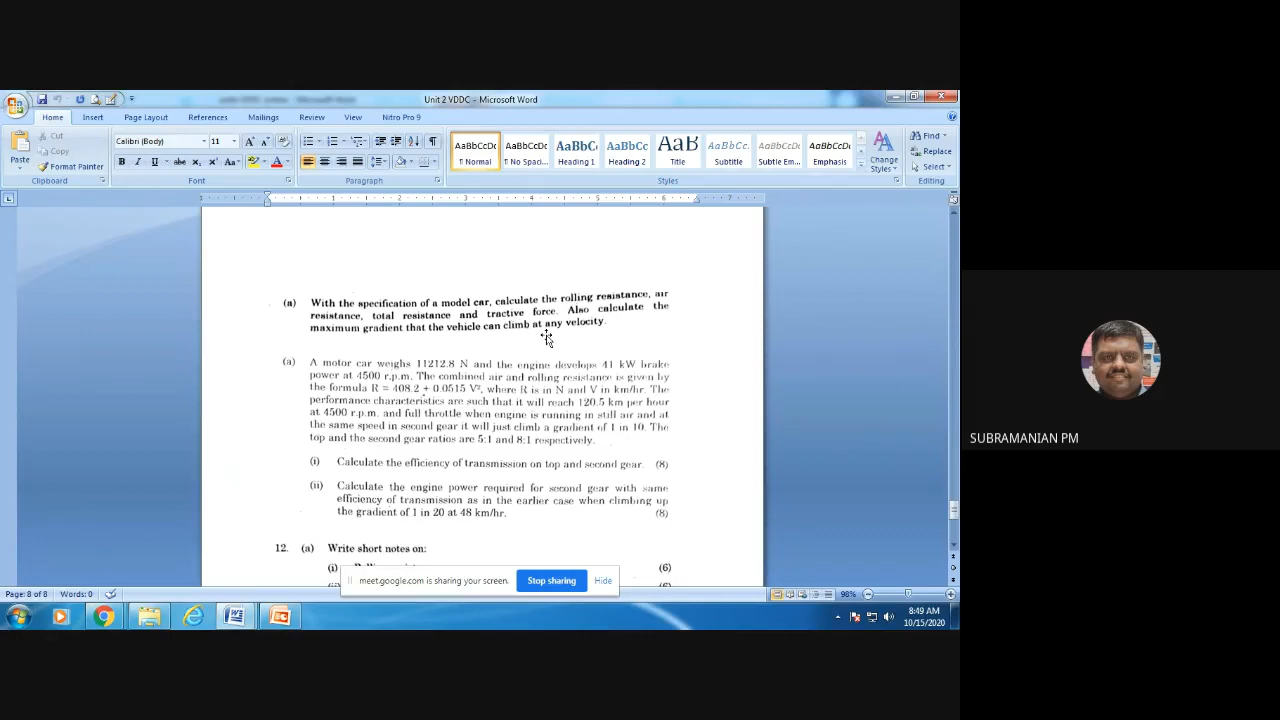 Unit 2 VDDC - Microsoft Word
Home Insert Page Layout References Mailings Review View Nitro Pro 9
Paste
Cut
Copy
Format Painter
Clipboard
Calibri (Body) 11
Font
Paragraph
AaBbCcDc AaBbCcDc AaBbC AaBbCc AaB AaBbCc. AaBbCcDi AaBbCcDi
¶ Normal ¶ No Spaci... Heading 1 Heading 2 Title Subtitle Subtle Em... Emphasis
Change Styles
Styles
Find
Replace
Select
Editing
1 1 2 3 4 5 6 7
(a) With the specification of a model car, calculate the rolling resistance, air
resistance, total resistance and tractive force. Also calculate the
maximum gradient that the vehicle can climb at any velocity.
(a) A motor car weighs 11212.8 N and the engine develops 41 kW brake
power at 4500 r.p.m. The combined air and rolling resistance is given by
the formula R = 408.2 + 0.0515 V², where R is in N and V in km/hr. The
performance characteristics are such that it will reach 120.5 km per hour
at 4500 r.p.m. and full throttle when engine is running in still air and at
the same speed in second gear it will just climb a gradient of 1 in 10. The
top and the second gear ratios are 5:1 and 8:1 respectively.
(i) Calculate the efficiency of transmission on top and second gear. (8)
(ii) Calculate the engine power required for second gear with same
efficiency of transmission as in the earlier case when climbing up
the gradient of 1 in 20 at 48 km/hr. (8)
12. (a) Write short notes on:
(i) (6)
meet.google.com is sharing your screen. Stop sharing Hide
Page: 8 of 8 Words: 0 98%
8:49 AM
10/15/2020
SUBRAMANIAN PM